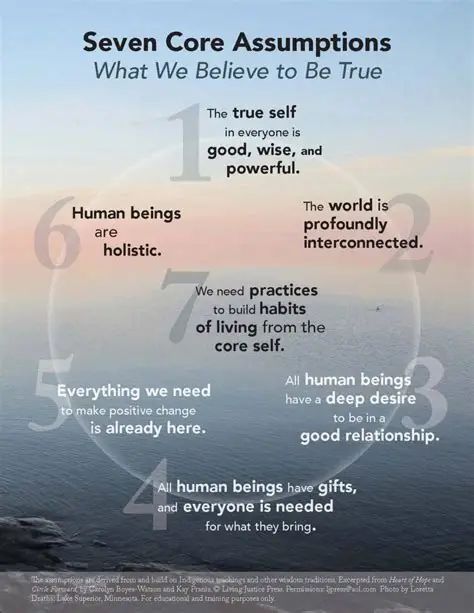 Seven Core Assumptions
What We Believe to Be True
1
The true self
in everyone is
good, wise, and
powerful.
2
The world is
profoundly
interconnected.
3
All human beings
have a deep desire
to be in a
good relationship.
4
All human beings have gifts,
and everyone is needed
for what they bring.
5
Everything we need
to make positive change
is already here.
6
Human beings
are
holistic.
7
We need practices
to build habits
of living from the
core self.
The assumptions are derived from and build on Indigenous teachings and other wisdom traditions. Excerpted from Heart of Hope and
Circle Forward, by Carolyn Boyes-Watson and Kay Pranis. © Living Justice Press. Permissions: ljpress@aol.com Photo by Loretta
Draths: Lake Superior, Minnesota. For educational and training purposes only.